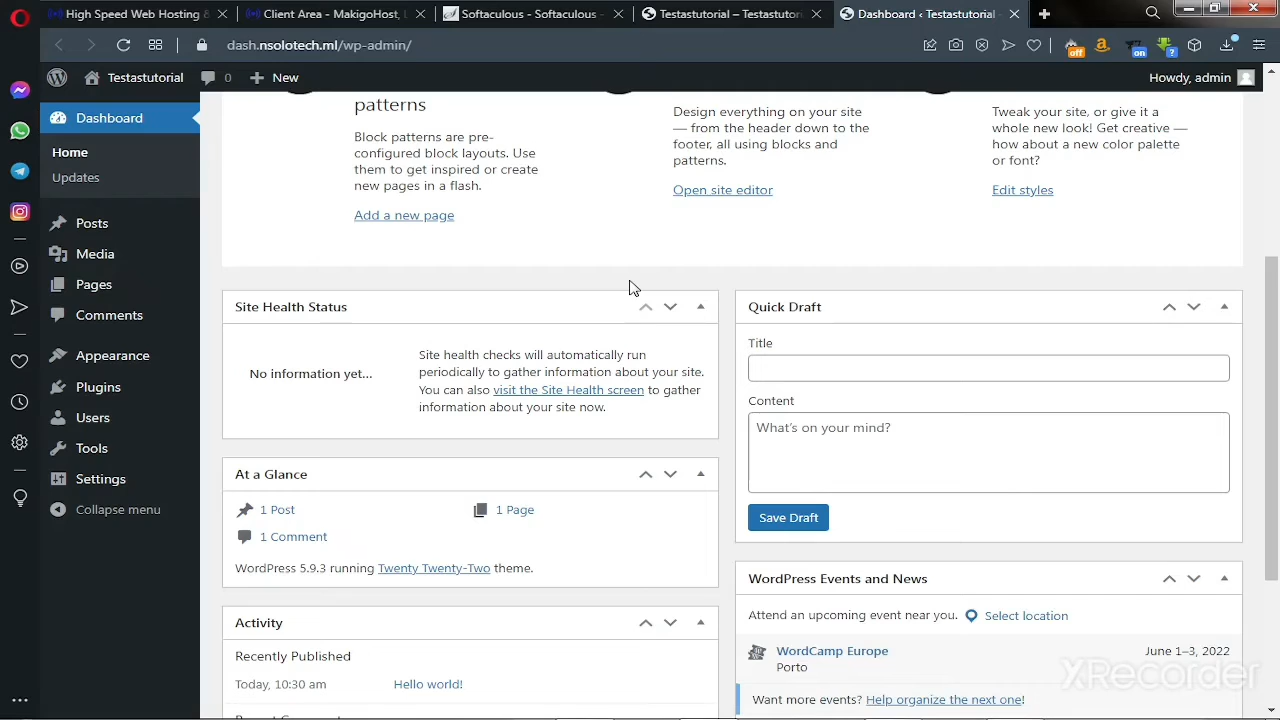 High Speed Web Hosting &
Client Area - MakigoHost, L
Softaculous - Softaculous -
Testastutorial – Testastutor
Dashboard ‹ Testastutorial -
dash.nsolotech.ml/wp-admin/
off
on
?
Testastutorial
0
New
Howdy, admin
Dashboard
Home
Updates
Posts
Media
Pages
Comments
Appearance
Plugins
Users
Tools
Settings
Collapse menu
patterns
Block patterns are pre-
configured block layouts. Use
them to get inspired or create
new pages in a flash.
Add a new page
Design everything on your site
— from the header down to the
footer, all using blocks and
patterns.
Open site editor
Tweak your site, or give it a
whole new look! Get creative —
how about a new color palette
or font?
Edit styles
Site Health Status
No information yet...
Site health checks will automatically run
periodically to gather information about your site.
You can also visit the Site Health screen to gather
information about your site now.
At a Glance
1 Post
1 Page
1 Comment
WordPress 5.9.3 running Twenty Twenty-Two theme.
Activity
Recently Published
Today, 10:30 am
Hello world!
Quick Draft
Title
Content
What's on your mind?
Save Draft
WordPress Events and News
Attend an upcoming event near you.
Select location
WordCamp Europe
June 1–3, 2022
Porto
Want more events? Help organize the next one!
XRecorder